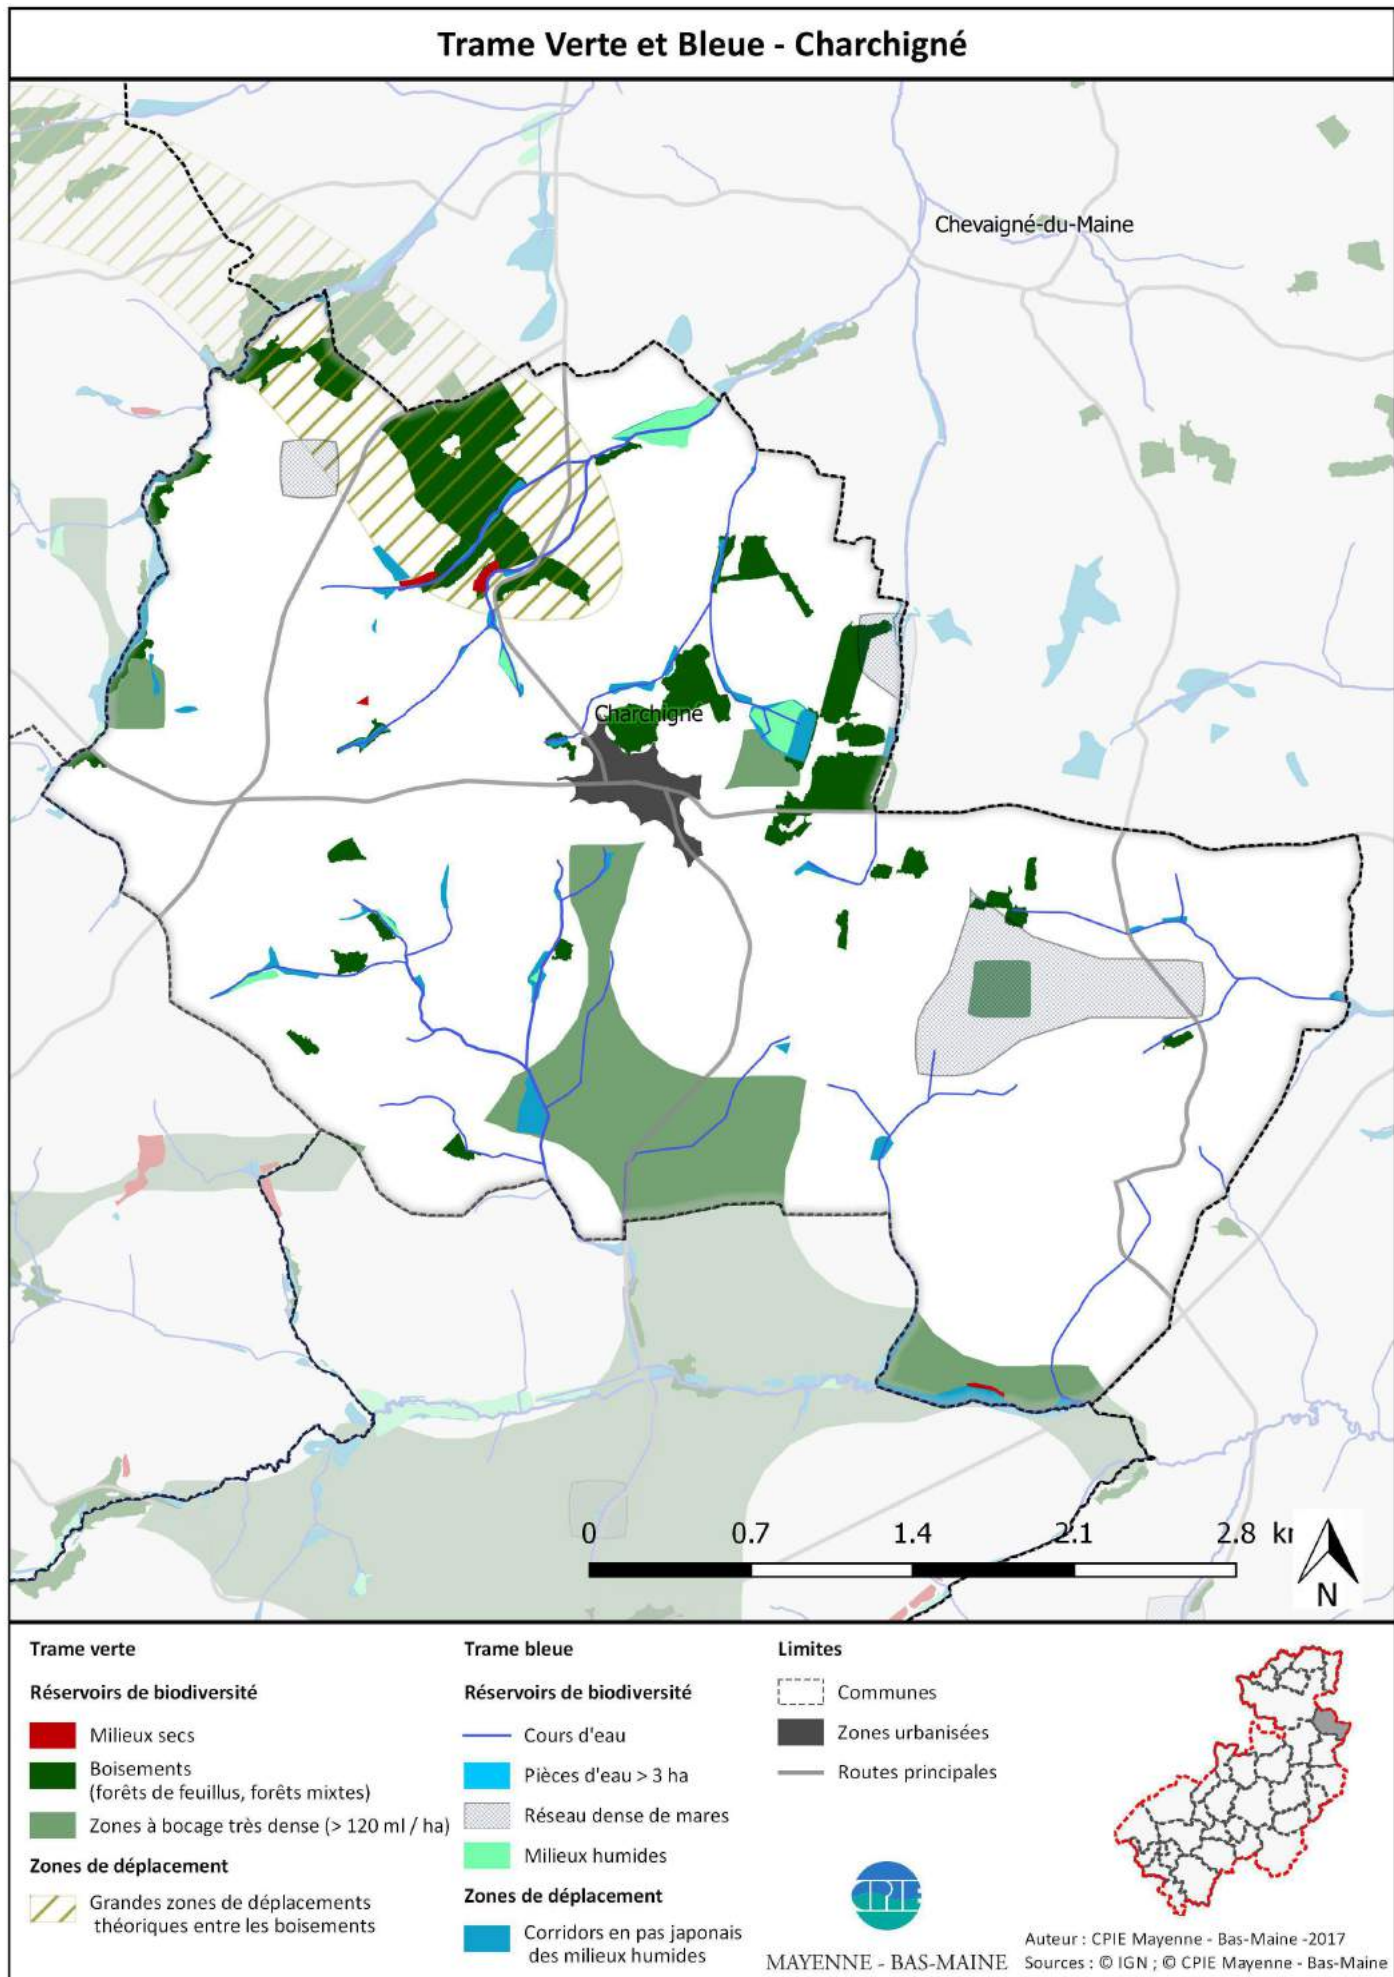 Trame Verte et Bleue - Charchigné
Chevaigné-du-Maine
Charchigné
0 0.7 1.4 2.1 2.8 km
N
Trame verte
Réservoirs de biodiversité
Milieux secs
Boisements
(forêts de feuillus, forêts mixtes)
Zones à bocage très dense (> 120 ml / ha)
Zones de déplacement
Grandes zones de déplacements
théoriques entre les boisements
Trame bleue
Réservoirs de biodiversité
Cours d'eau
Pièces d'eau > 3 ha
Réseau dense de mares
Milieux humides
Zones de déplacement
Corridors en pas japonais
des milieux humides
Limites
Communes
Zones urbanisées
Routes principales
CPIE
MAYENNE - BAS-MAINE
Auteur : CPIE Mayenne - Bas-Maine -2017
Sources : © IGN ; © CPIE Mayenne - Bas-Maine